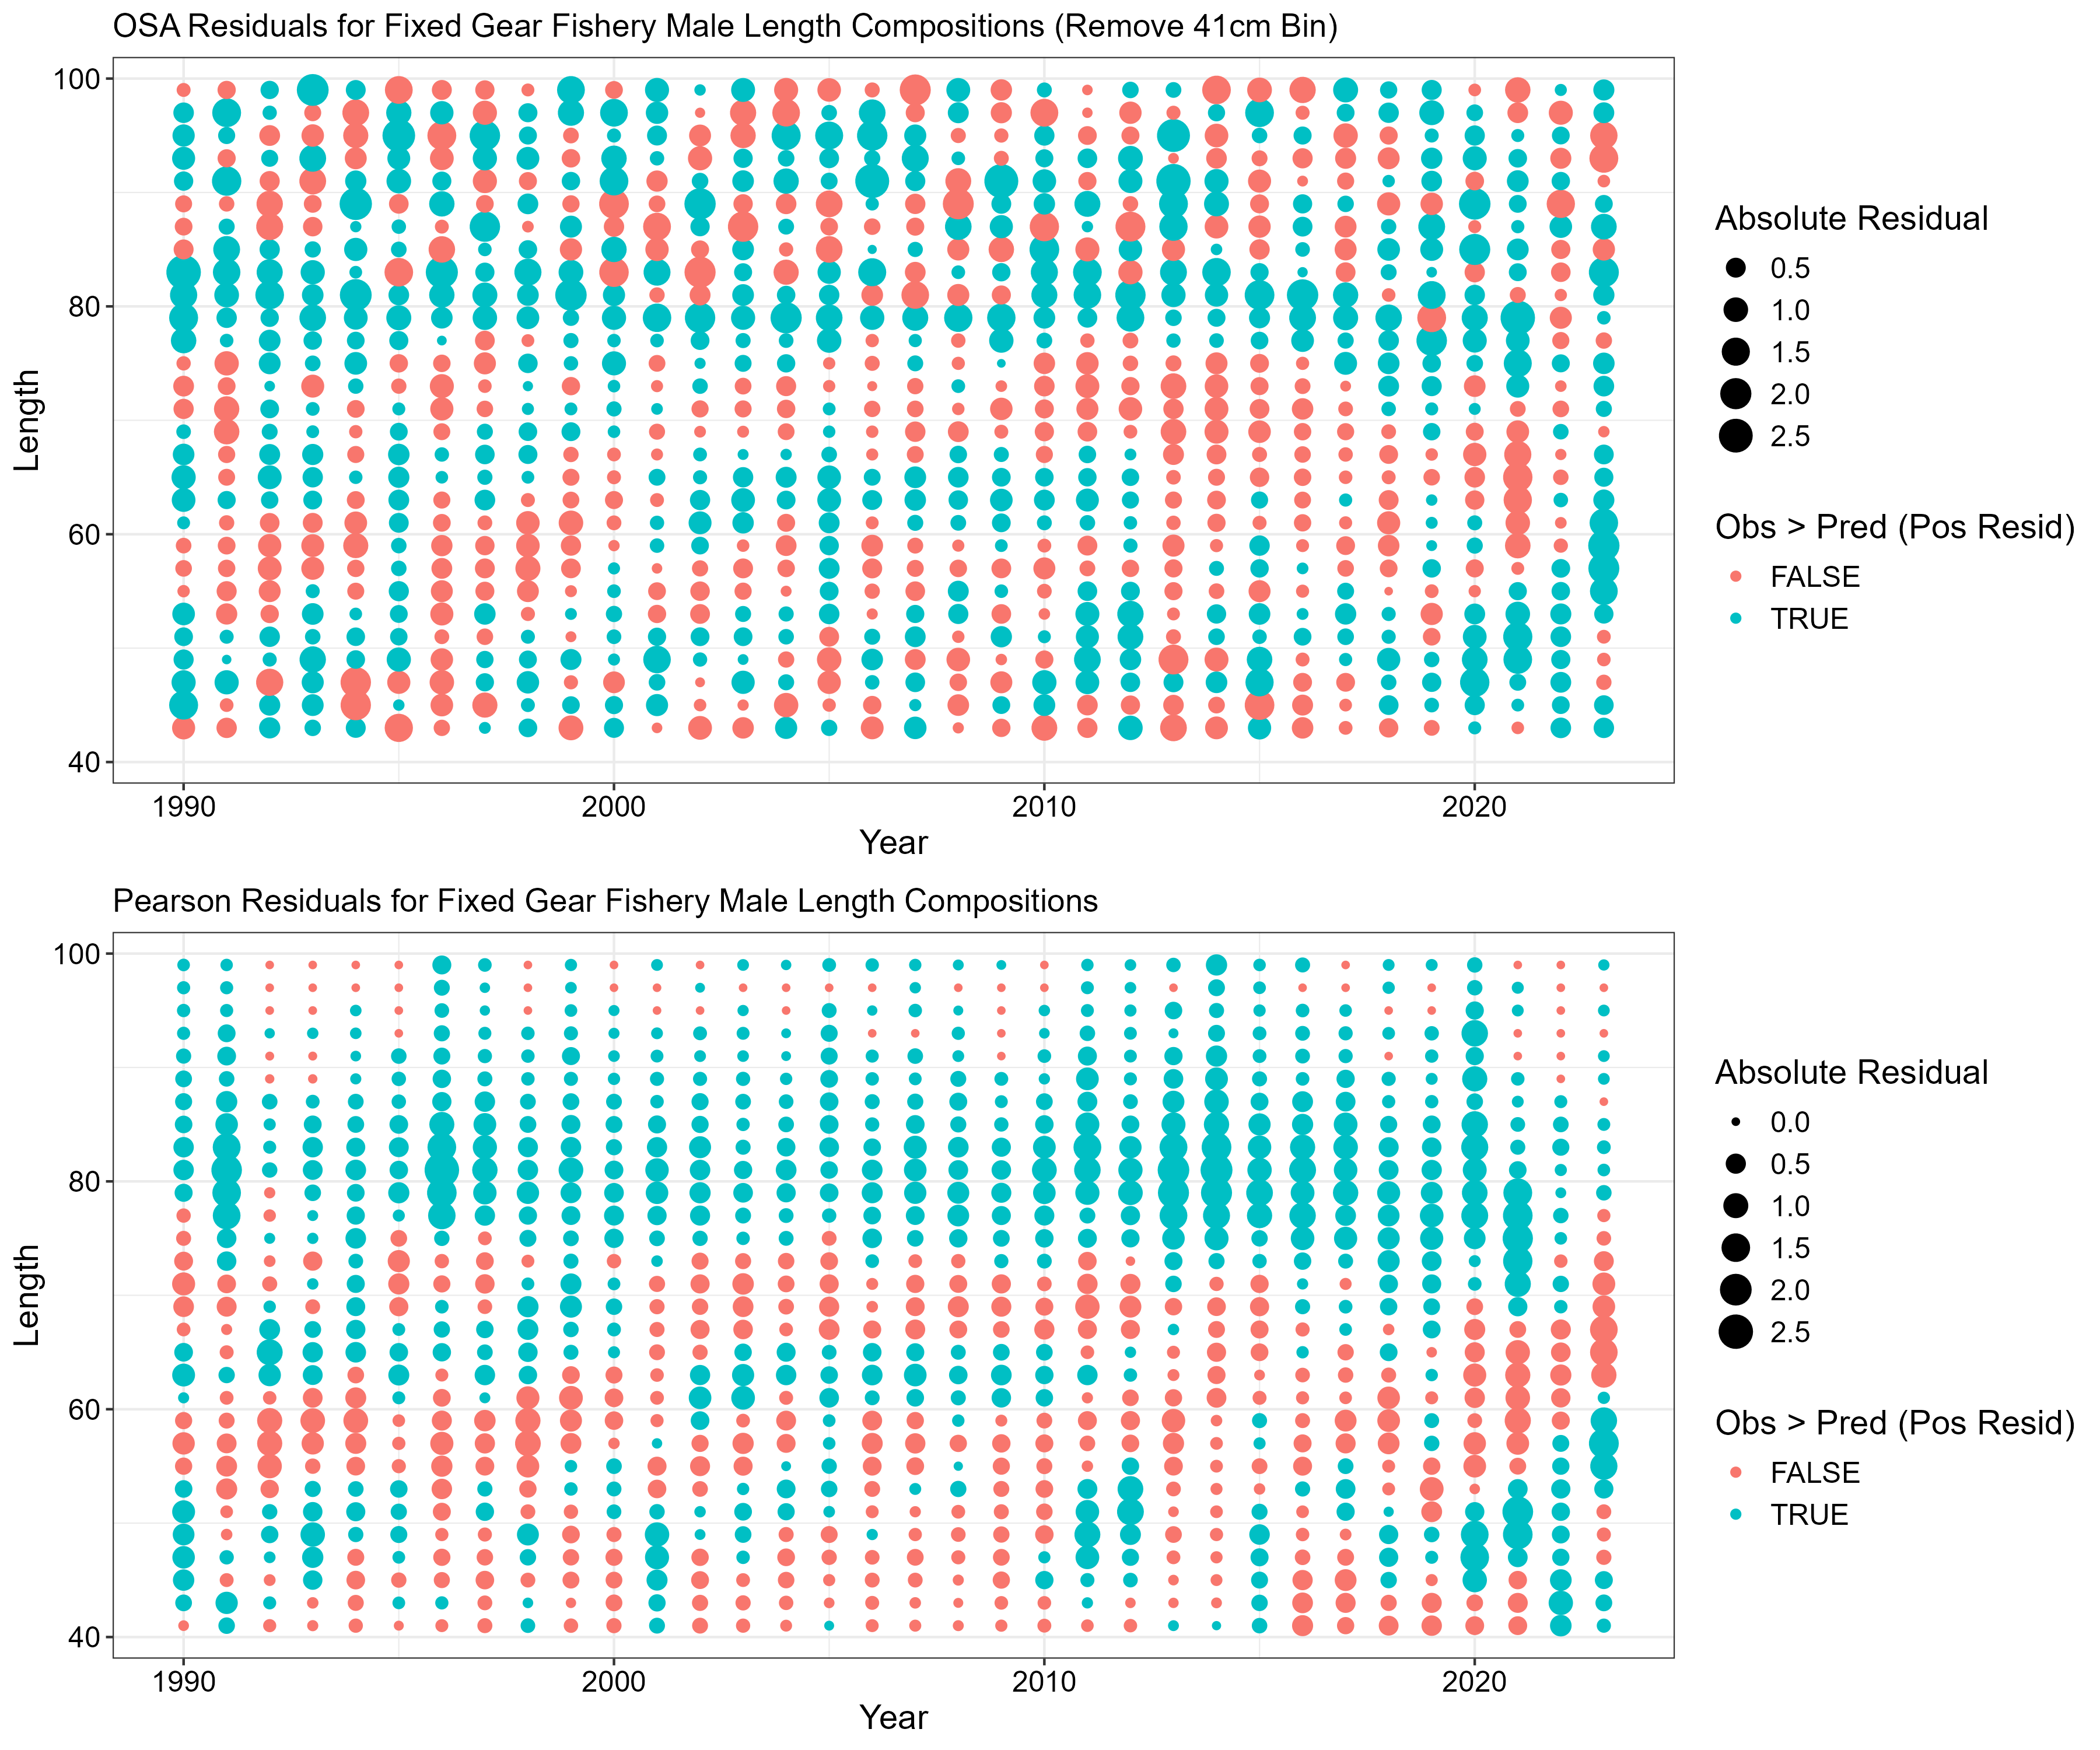 OSA Residuals for Fixed Gear Fishery Male Length Compositions (Remove 41cm Bin)
100
80
60
40
Length
1990
2000
2010
2020
Year
Absolute Residual
0.5
1.0
1.5
2.0
2.5
Obs > Pred (Pos Resid)
FALSE
TRUE
Pearson Residuals for Fixed Gear Fishery Male Length Compositions
100
80
60
40
Length
1990
2000
2010
2020
Year
Absolute Residual
0.0
0.5
1.0
1.5
2.0
2.5
Obs > Pred (Pos Resid)
FALSE
TRUE